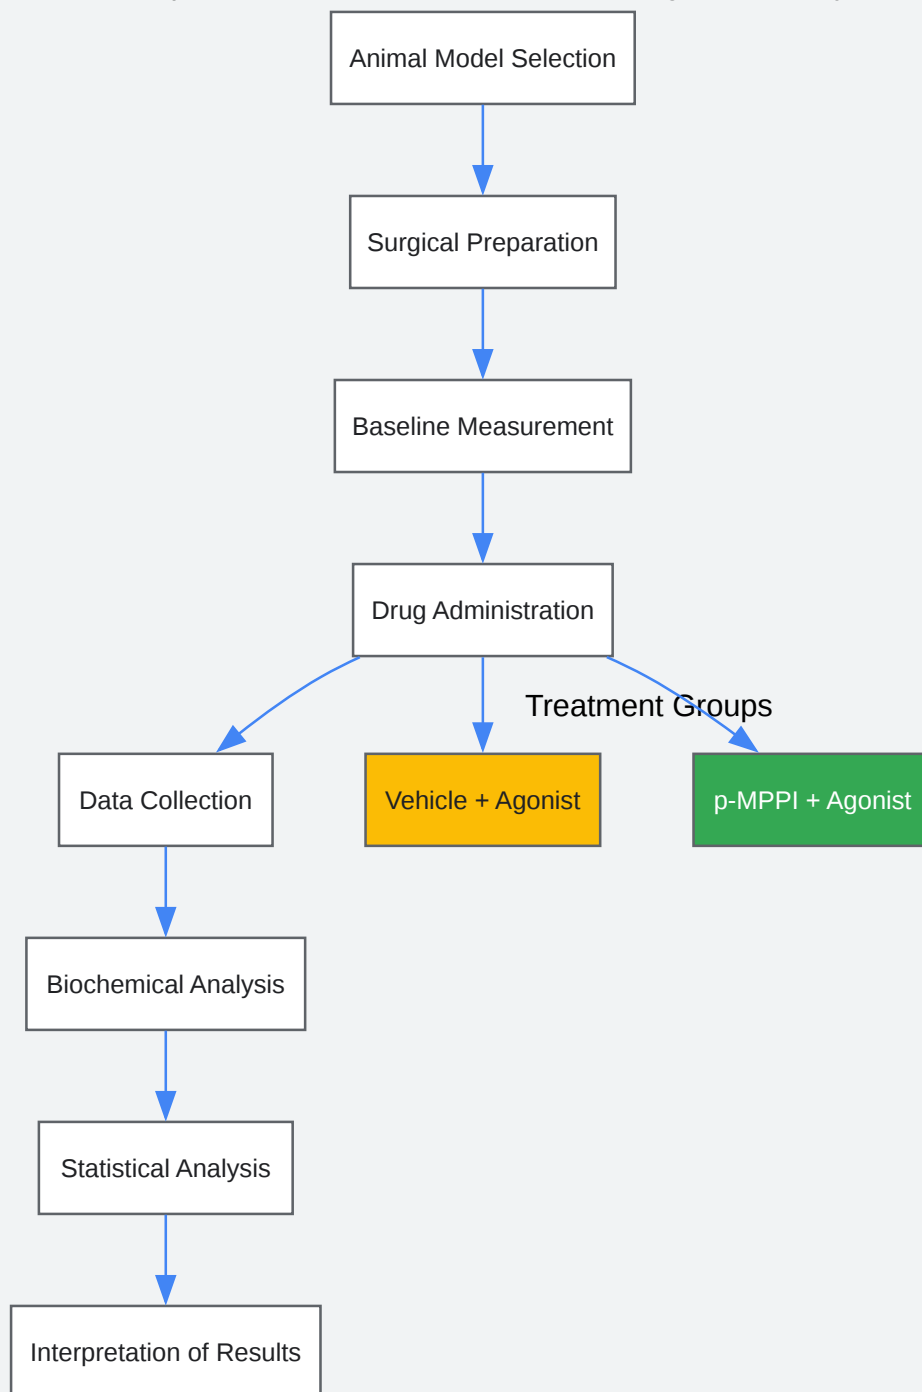 Animal Model Selection
Surgical Preparation
Baseline Measurement
Drug Administration
Treatment Groups
Data Collection
Vehicle + Agonist
p-MPPI + Agonist
Biochemical Analysis
Statistical Analysis
Interpretation of Results